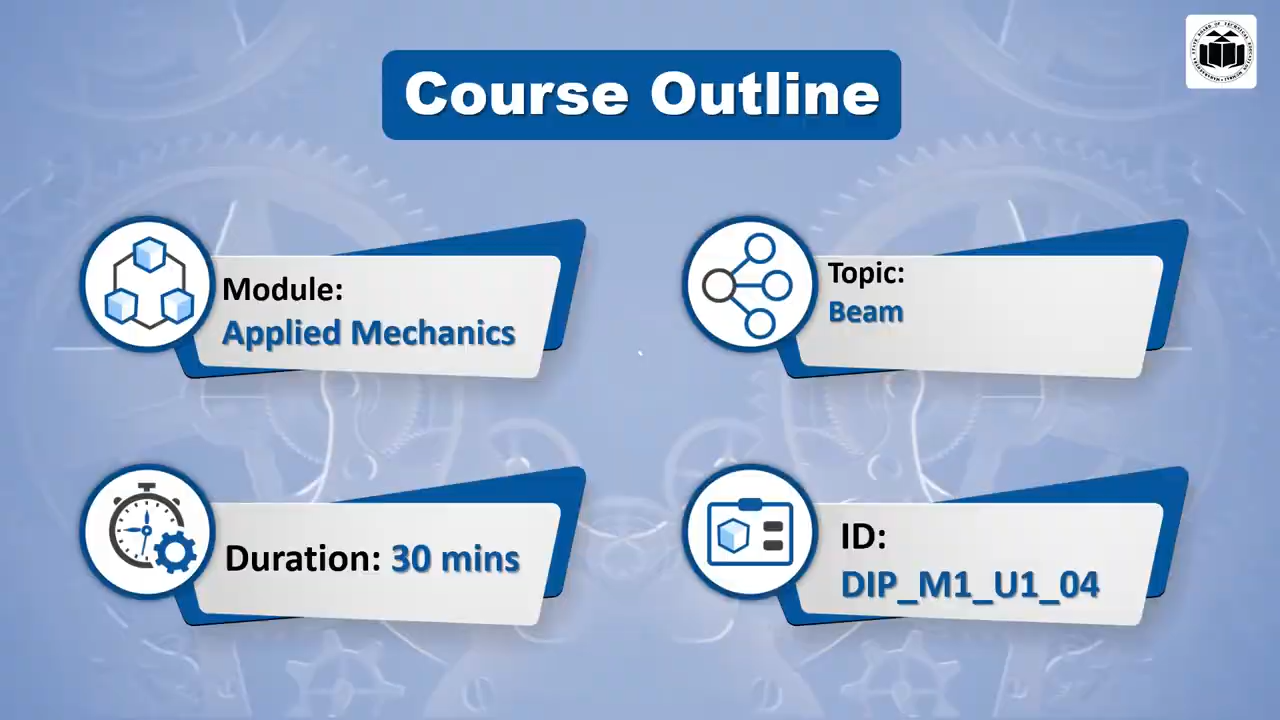 Course Outline
Module:
Applied Mechanics
Topic:
Beam
Duration: 30 mins
ID:
DIP_M1_U1_04